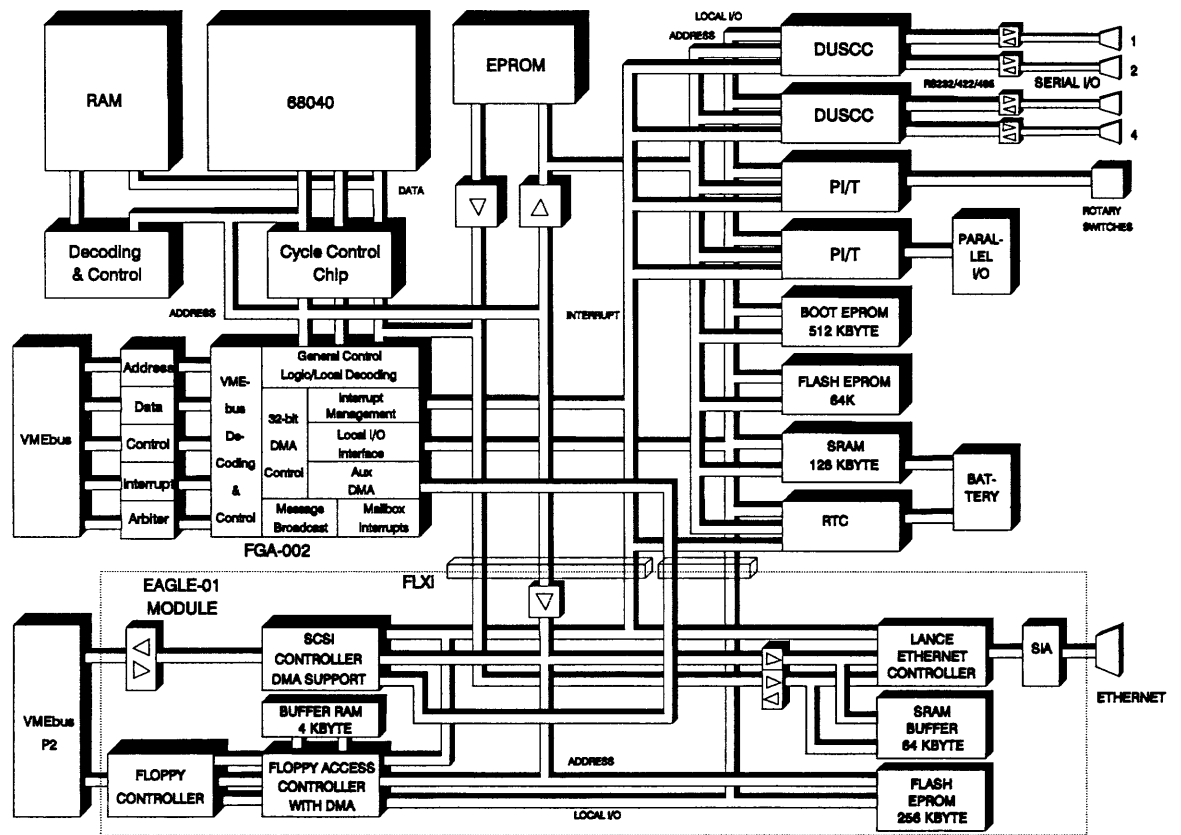 LOCAL I/O
ADDRESS
RAM
68040
EPROM
DUSCC
1
2
RS232/422/485
SERIAL I/O
DUSCC
4
DATA
PI/T
ROTARY
SWITCHES
Decoding
& Control
Cycle Control
Chip
PI/T
PARAL-
LEL
I/O
ADDRESS
INTERRUPT
BOOT EPROM
512 KBYTE
VMEbus
Address
Data
Control
Interrupt
Arbiter
VME-
bus
De-
Coding
&
Control
General Control
Logic/Local Decoding
32-bit
DMA
Control
Interrupt
Management
Local I/O
Interface
Aux
DMA
Message
Broadcast
Mailbox
Interrupts
FGA-002
FLASH EPROM
64K
SRAM
128 KBYTE
BAT-
TERY
RTC
EAGLE-01
MODULE
FLXi
VMEbus
P2
SCSI
CONTROLLER
DMA SUPPORT
LANCE
ETHERNET
CONTROLLER
SIA
ETHERNET
BUFFER RAM
4 KBYTE
SRAM
BUFFER
64 KBYTE
FLOPPY
CONTROLLER
FLOPPY ACCESS
CONTROLLER
WITH DMA
ADDRESS
LOCAL I/O
FLASH
EPROM
256 KBYTE